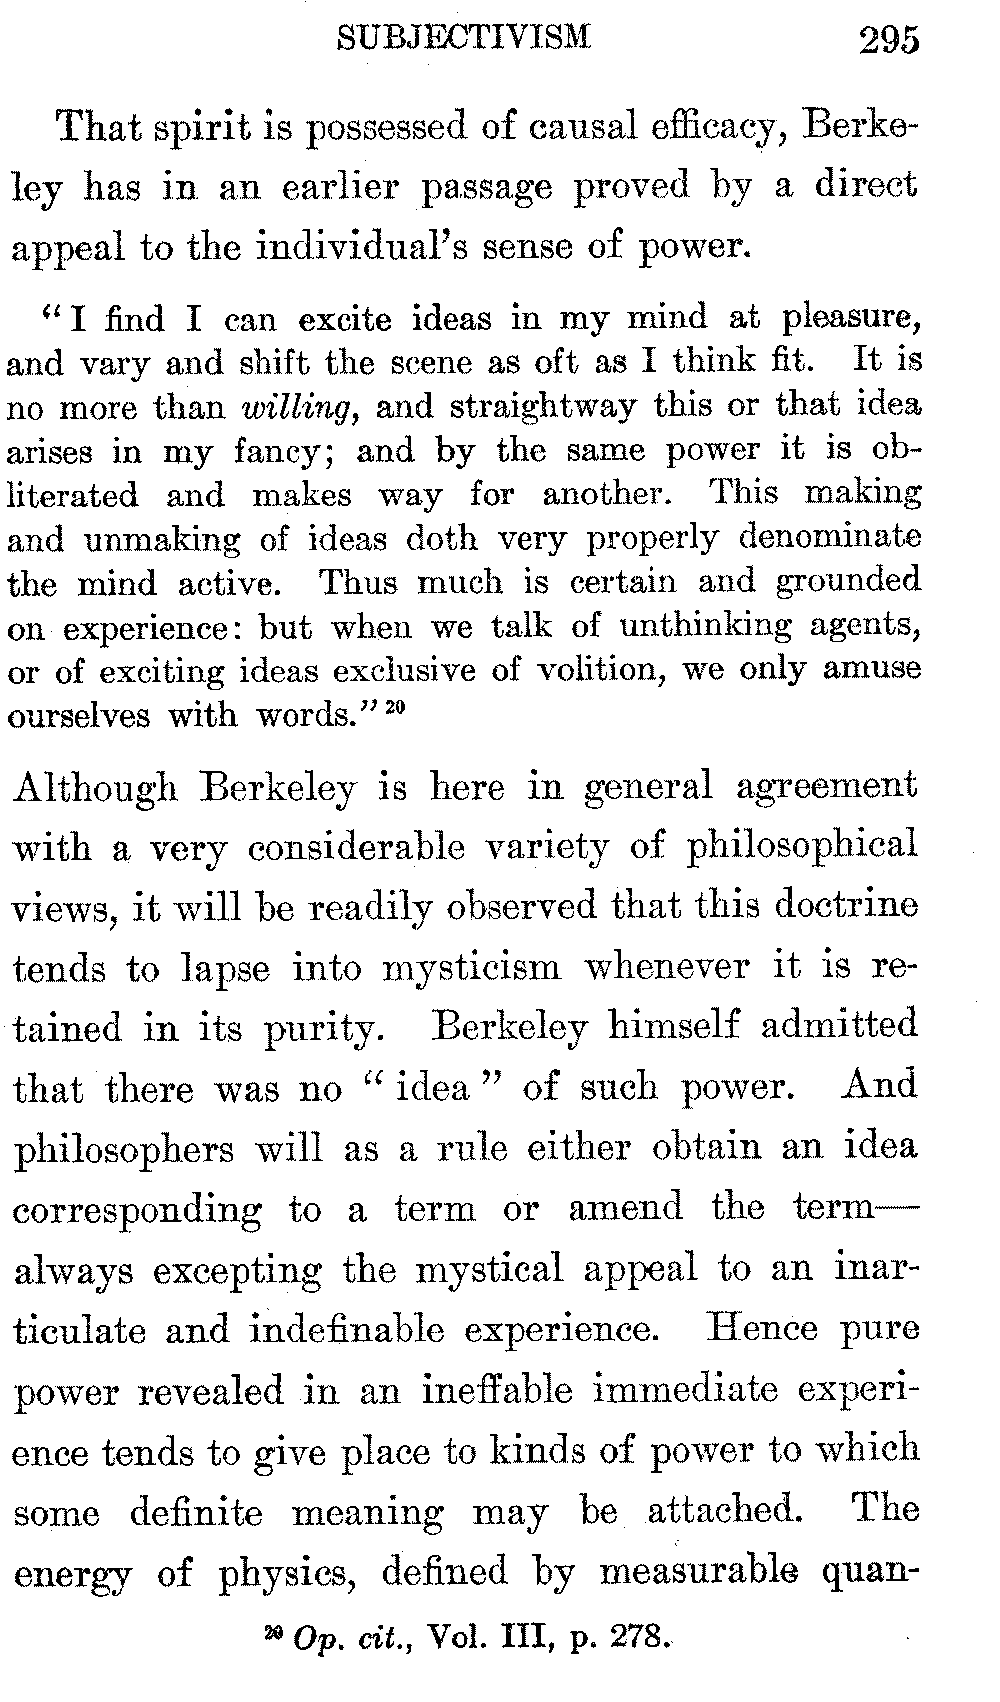 SUBJECTIVISM 295
That spirit is possessed of causal efficacy, Berke-
ley has in an earlier passage proved by a direct
appeal to the individual's sense of power.
“I find I can excite ideas in my mind at pleasure,
and vary and shift the scene as oft as I think fit. It is
no more than willing, and straightway this or that idea
arises in my fancy; and by the same power it is ob-
literated and makes way for another. This making
and unmaking of ideas doth very properly denominate
the mind active. Thus much is certain and grounded
on experience: but when we talk of unthinking agents,
or of exciting ideas exclusive of volition, we only amuse
ourselves with words.” 20
Although Berkeley is here in general agreement
with a very considerable variety of philosophical
views, it will be readily observed that this doctrine
tends to lapse into mysticism whenever it is re-
tained in its purity. Berkeley himself admitted
that there was no “idea” of such power. And
philosophers will as a rule either obtain an idea
corresponding to a term or amend the term—
always excepting the mystical appeal to an inar-
ticulate and indefinable experience. Hence pure
power revealed in an ineffable immediate experi-
ence tends to give place to kinds of power to which
some definite meaning may be attached. The
energy of physics, defined by measurable quan-
20 Op. cit., Vol. III, p. 278.